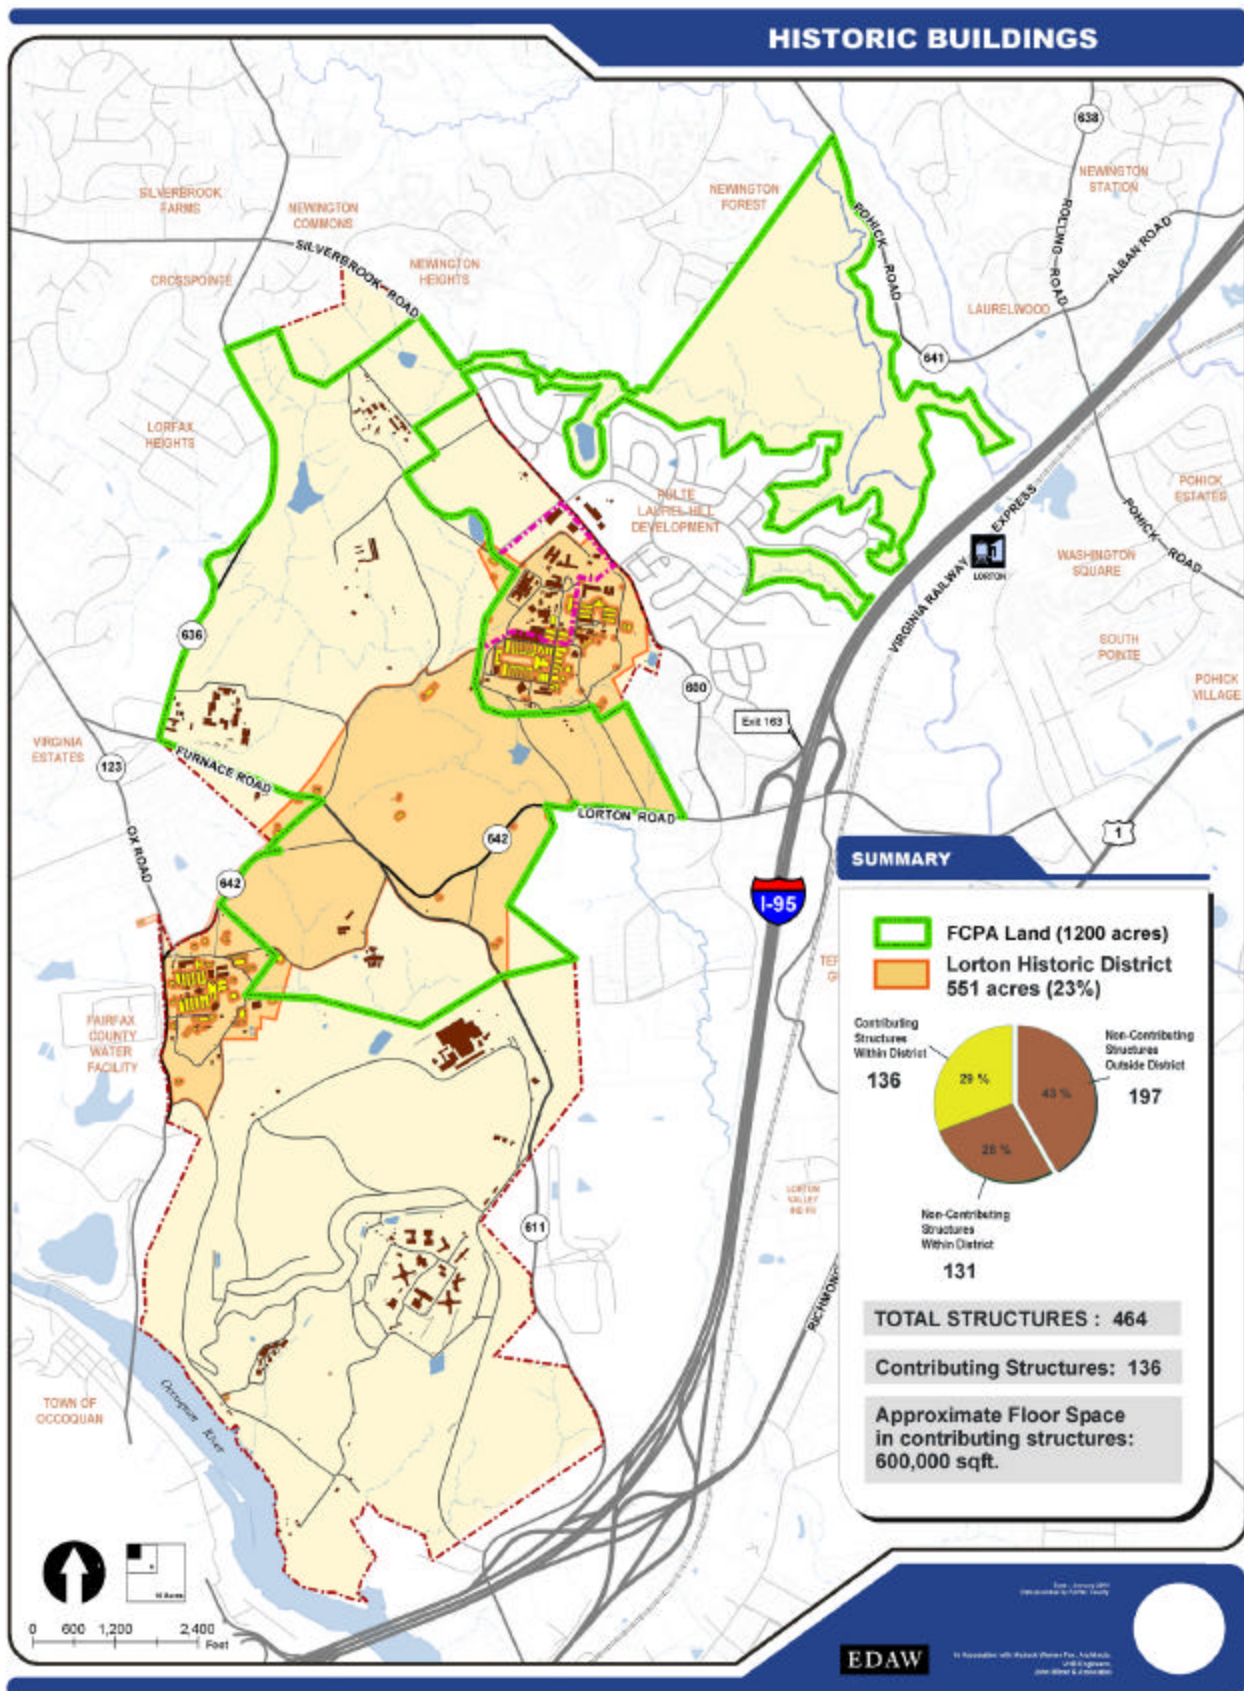 HISTORIC BUILDINGS
638
NEWINGTON
STATION
SILVERBROOK
FARMS
NEWINGTON
COMMONS
NEWINGTON
FOREST
POHICK ROAD
ROLLING ROAD
ALBAN ROAD
SILVERBROOK ROAD
NEWINGTON
HEIGHTS
CROSSPOINTE
LAURELWOOD
641
LORFAX
HEIGHTS
PULTE
LAUREL HILL
DEVELOPMENT
POHICK
ESTATES
POHICK ROAD
VIRGINIA RAILWAY EXPRESS
LORTON
WASHINGTON
SQUARE
636
SOUTH
POINTE
600
POHICK
VILLAGE
Exit 163
VIRGINIA
ESTATES
123
FURNACE ROAD
OX ROAD
LORTON ROAD
642
1
642
I-95
FAIRFAX
COUNTY
WATER
FACILITY
611
LORTON
VALLEY
RICHMOND
TOWN OF
OCCOQUAN
Occoquan River
SUMMARY
FCPA Land (1200 acres)
Lorton Historic District
551 acres (23%)
Contributing
Structures
Within District
136
29 %
Non-Contributing
Structures
Outside District
197
43 %
28 %
Non-Contributing
Structures
Within District
131
TOTAL STRUCTURES : 464
Contributing Structures: 136
Approximate Floor Space
in contributing structures:
600,000 sqft.
10 Acres
0 600 1,200 2,400
Feet
EDAW